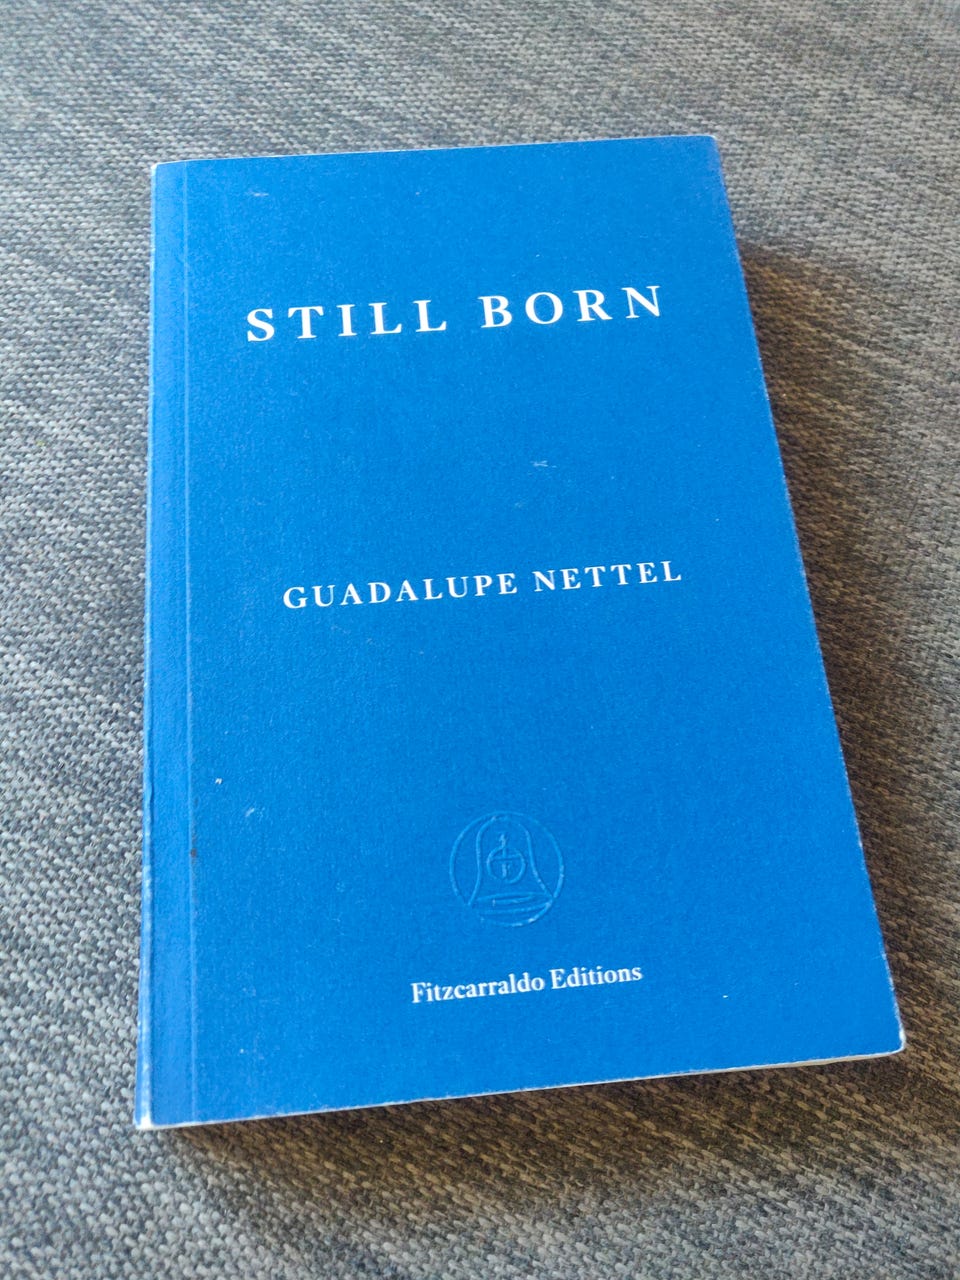 STILL BORN
GUADALUPE NETTEL
Fitzcarraldo Editions